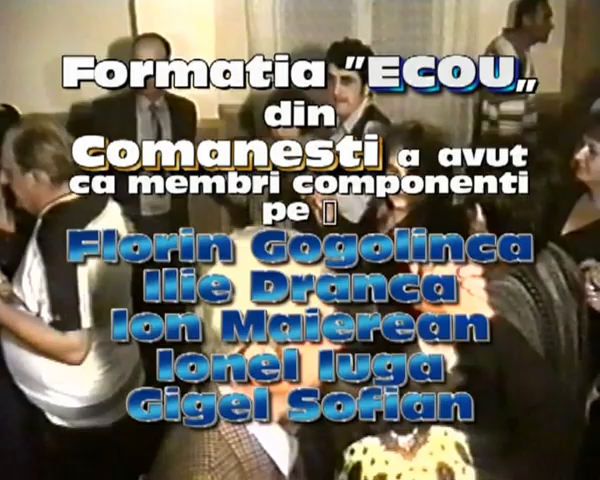 Formatia "ECOU„
din
Comanesti a avut
ca membri componenti
pe
Florin Gogolinca
Ilie Dranca
Ion Maierean
Ionel Iuga
Gigel Sofian